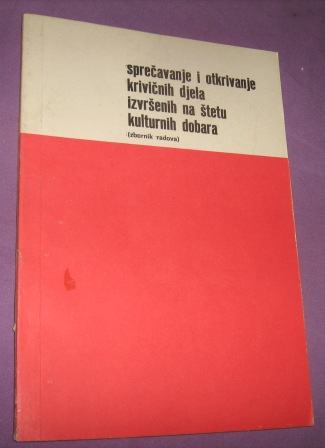 sprečavanje i otkrivanje
krivičnih djela
izvršenih na štetu
kulturnih dobara
(zbornik radova)